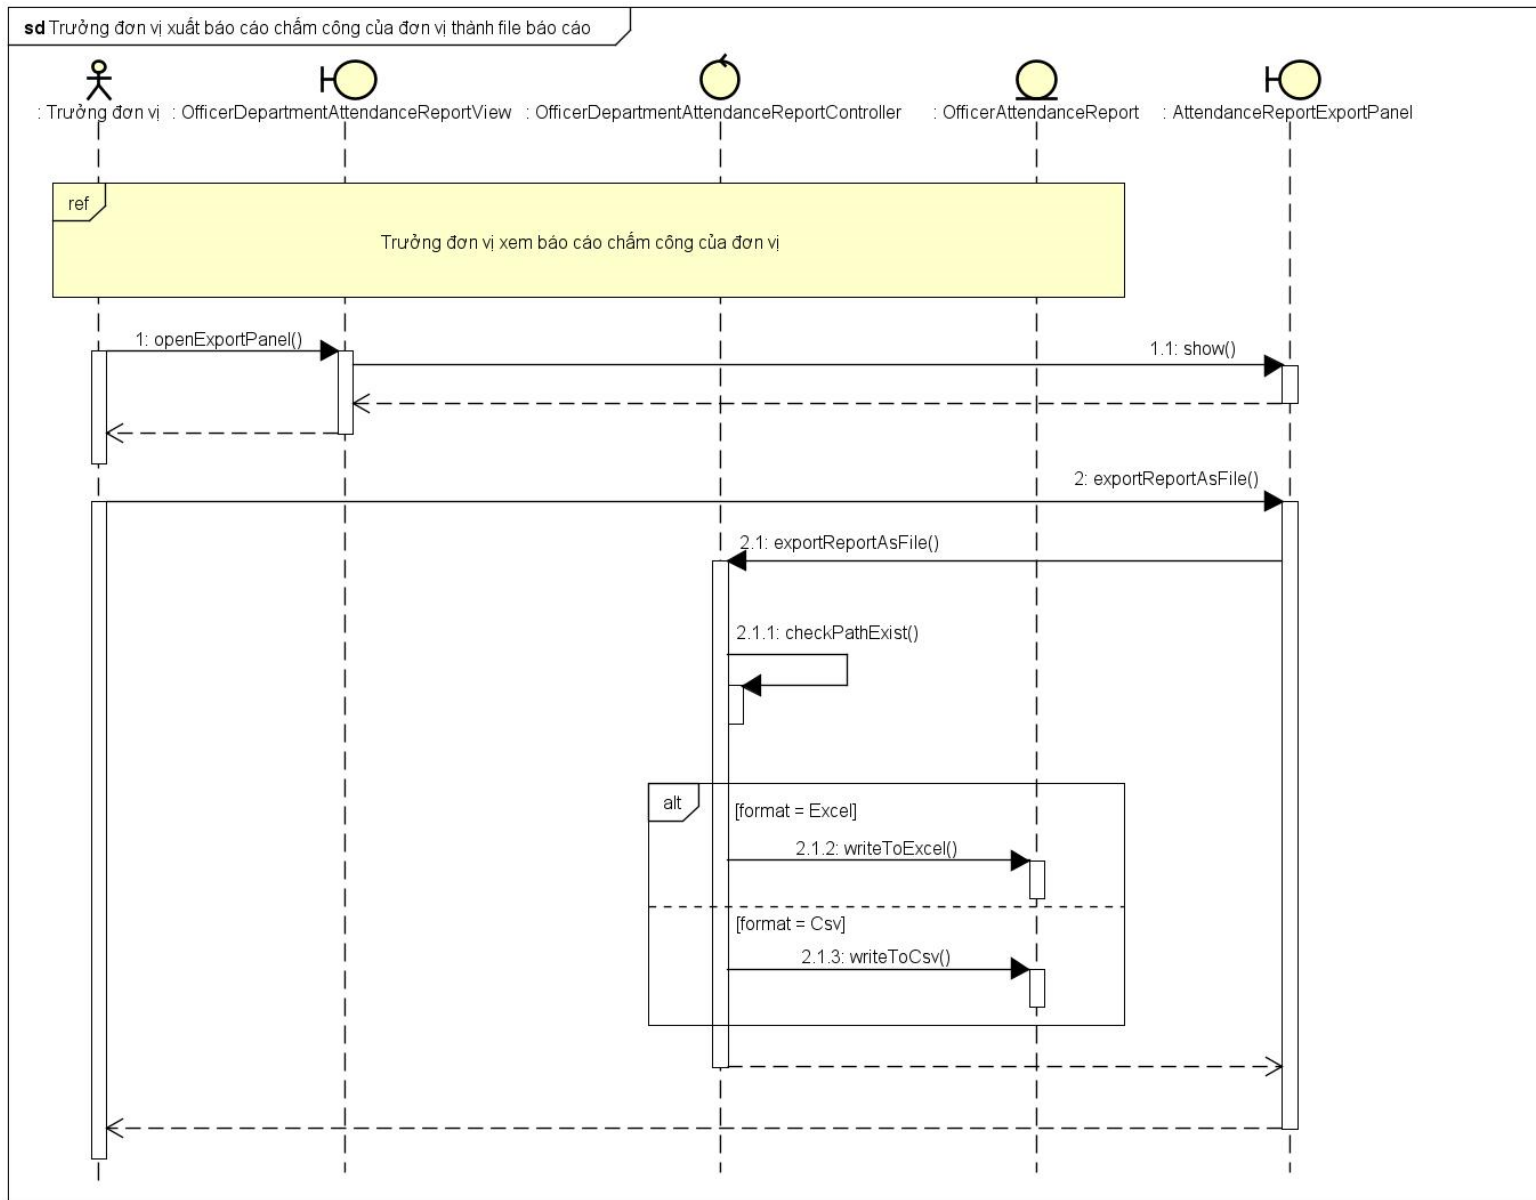 sd Trưởng đơn vị xuất báo cáo chấm công của đơn vị thành file báo cáo
: Trưởng đơn vị
: OfficerDepartmentAttendanceReportView
: OfficerDepartmentAttendanceReportController
: OfficerAttendanceReport
: AttendanceReportExportPanel
ref
Trưởng đơn vị xem báo cáo chấm công của đơn vị
1: openExportPanel()
1.1: show()
2: exportReportAsFile()
2.1: exportReportAsFile()
2.1.1: checkPathExist()
alt
[format = Excel]
2.1.2: writeToExcel()
[format = Csv]
2.1.3: writeToCsv()